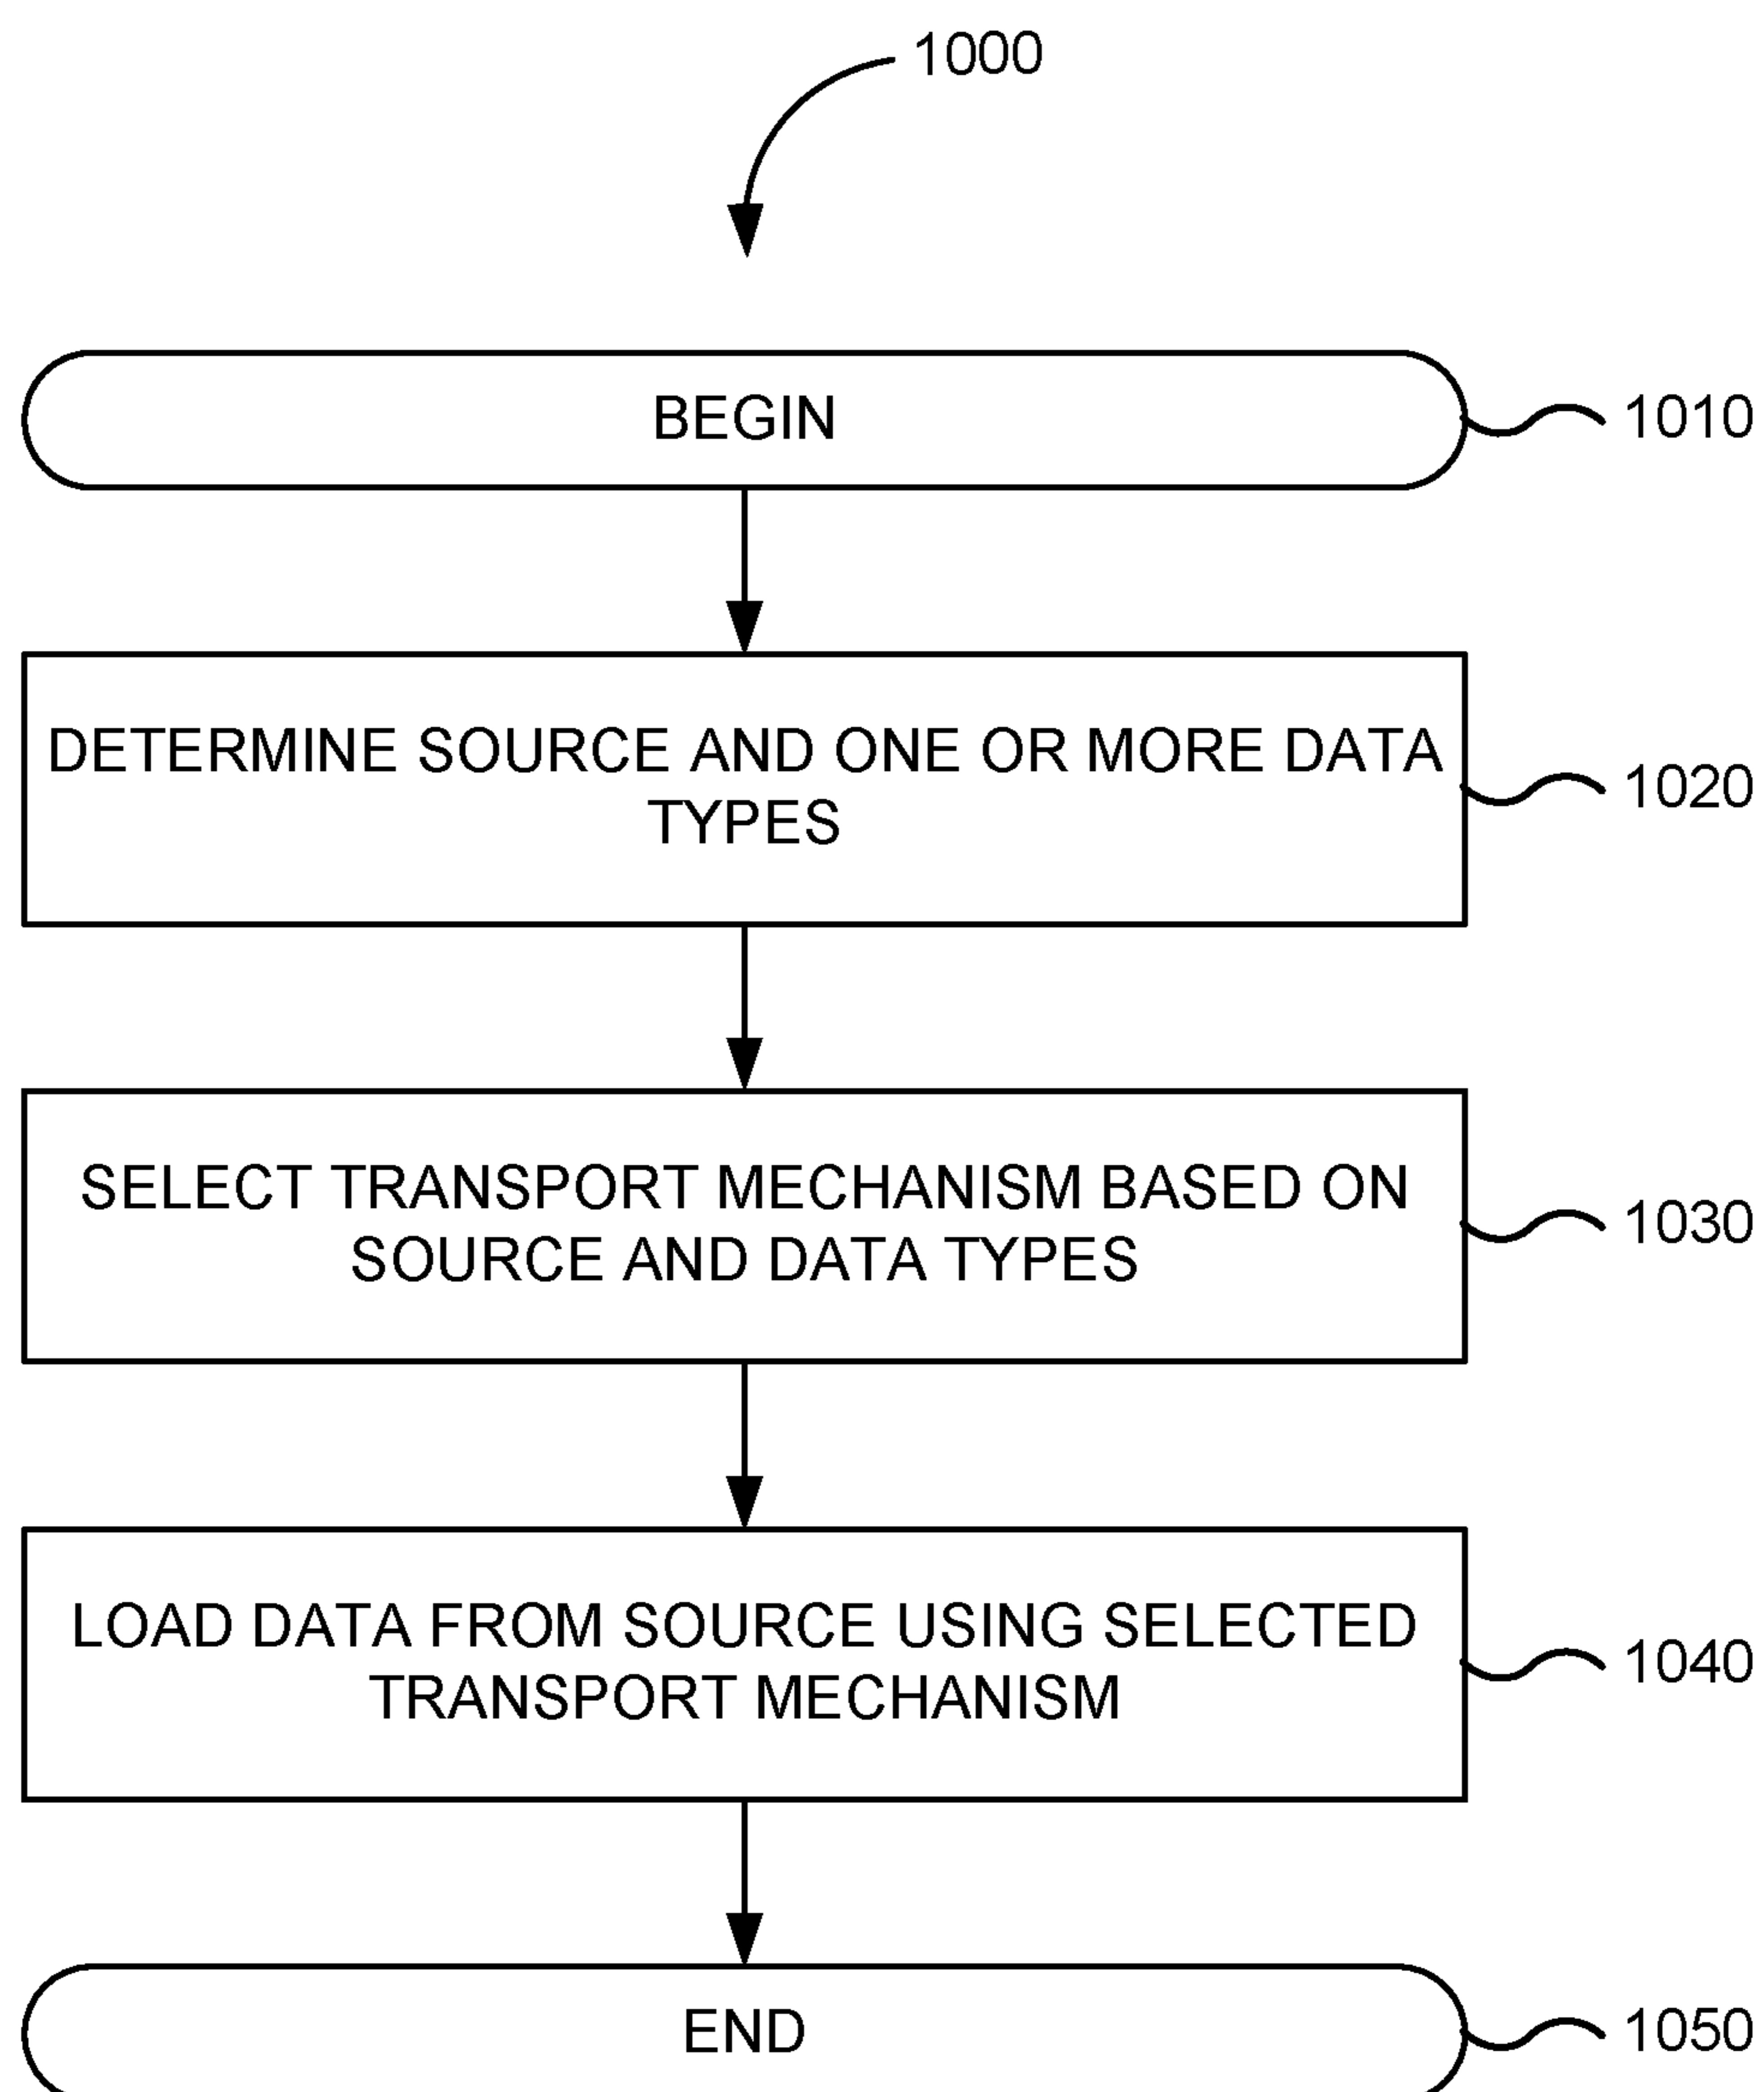 1000
BEGIN
1010
DETERMINE SOURCE AND ONE OR MORE DATA
TYPES
1020
SELECT TRANSPORT MECHANISM BASED ON
SOURCE AND DATA TYPES
1030
LOAD DATA FROM SOURCE USING SELECTED
TRANSPORT MECHANISM
1040
END
1050